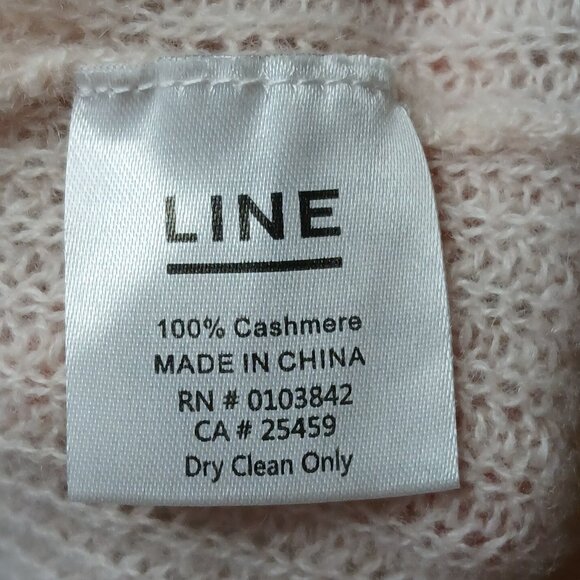 LINE
100% Cashmere
MADE IN CHINA
RN # 0103842
CA # 25459
Dry Clean Only